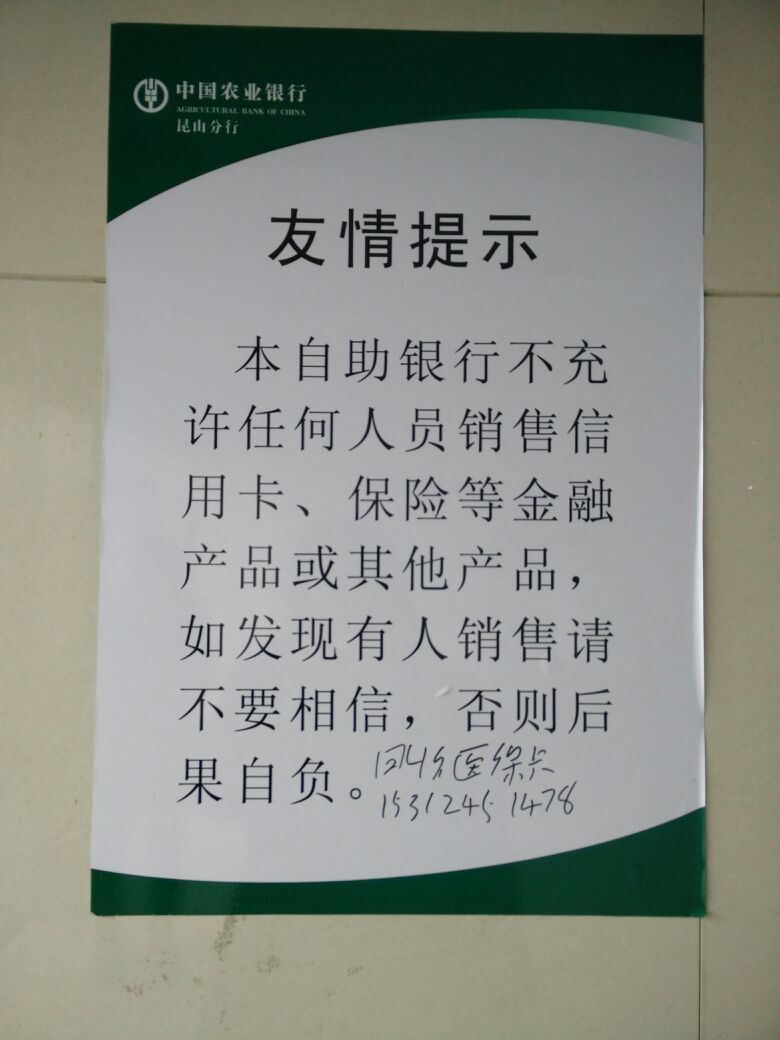 中国农业银行
AGRICULTURAL BANK OF CHINA
昆山分行
友情提示
本自助银行不充
许任何人员销售信
用卡、保险等金融
产品或其他产品，
如发现有人销售请
不要相信，否则后
果自负。
医保卡
15312451478